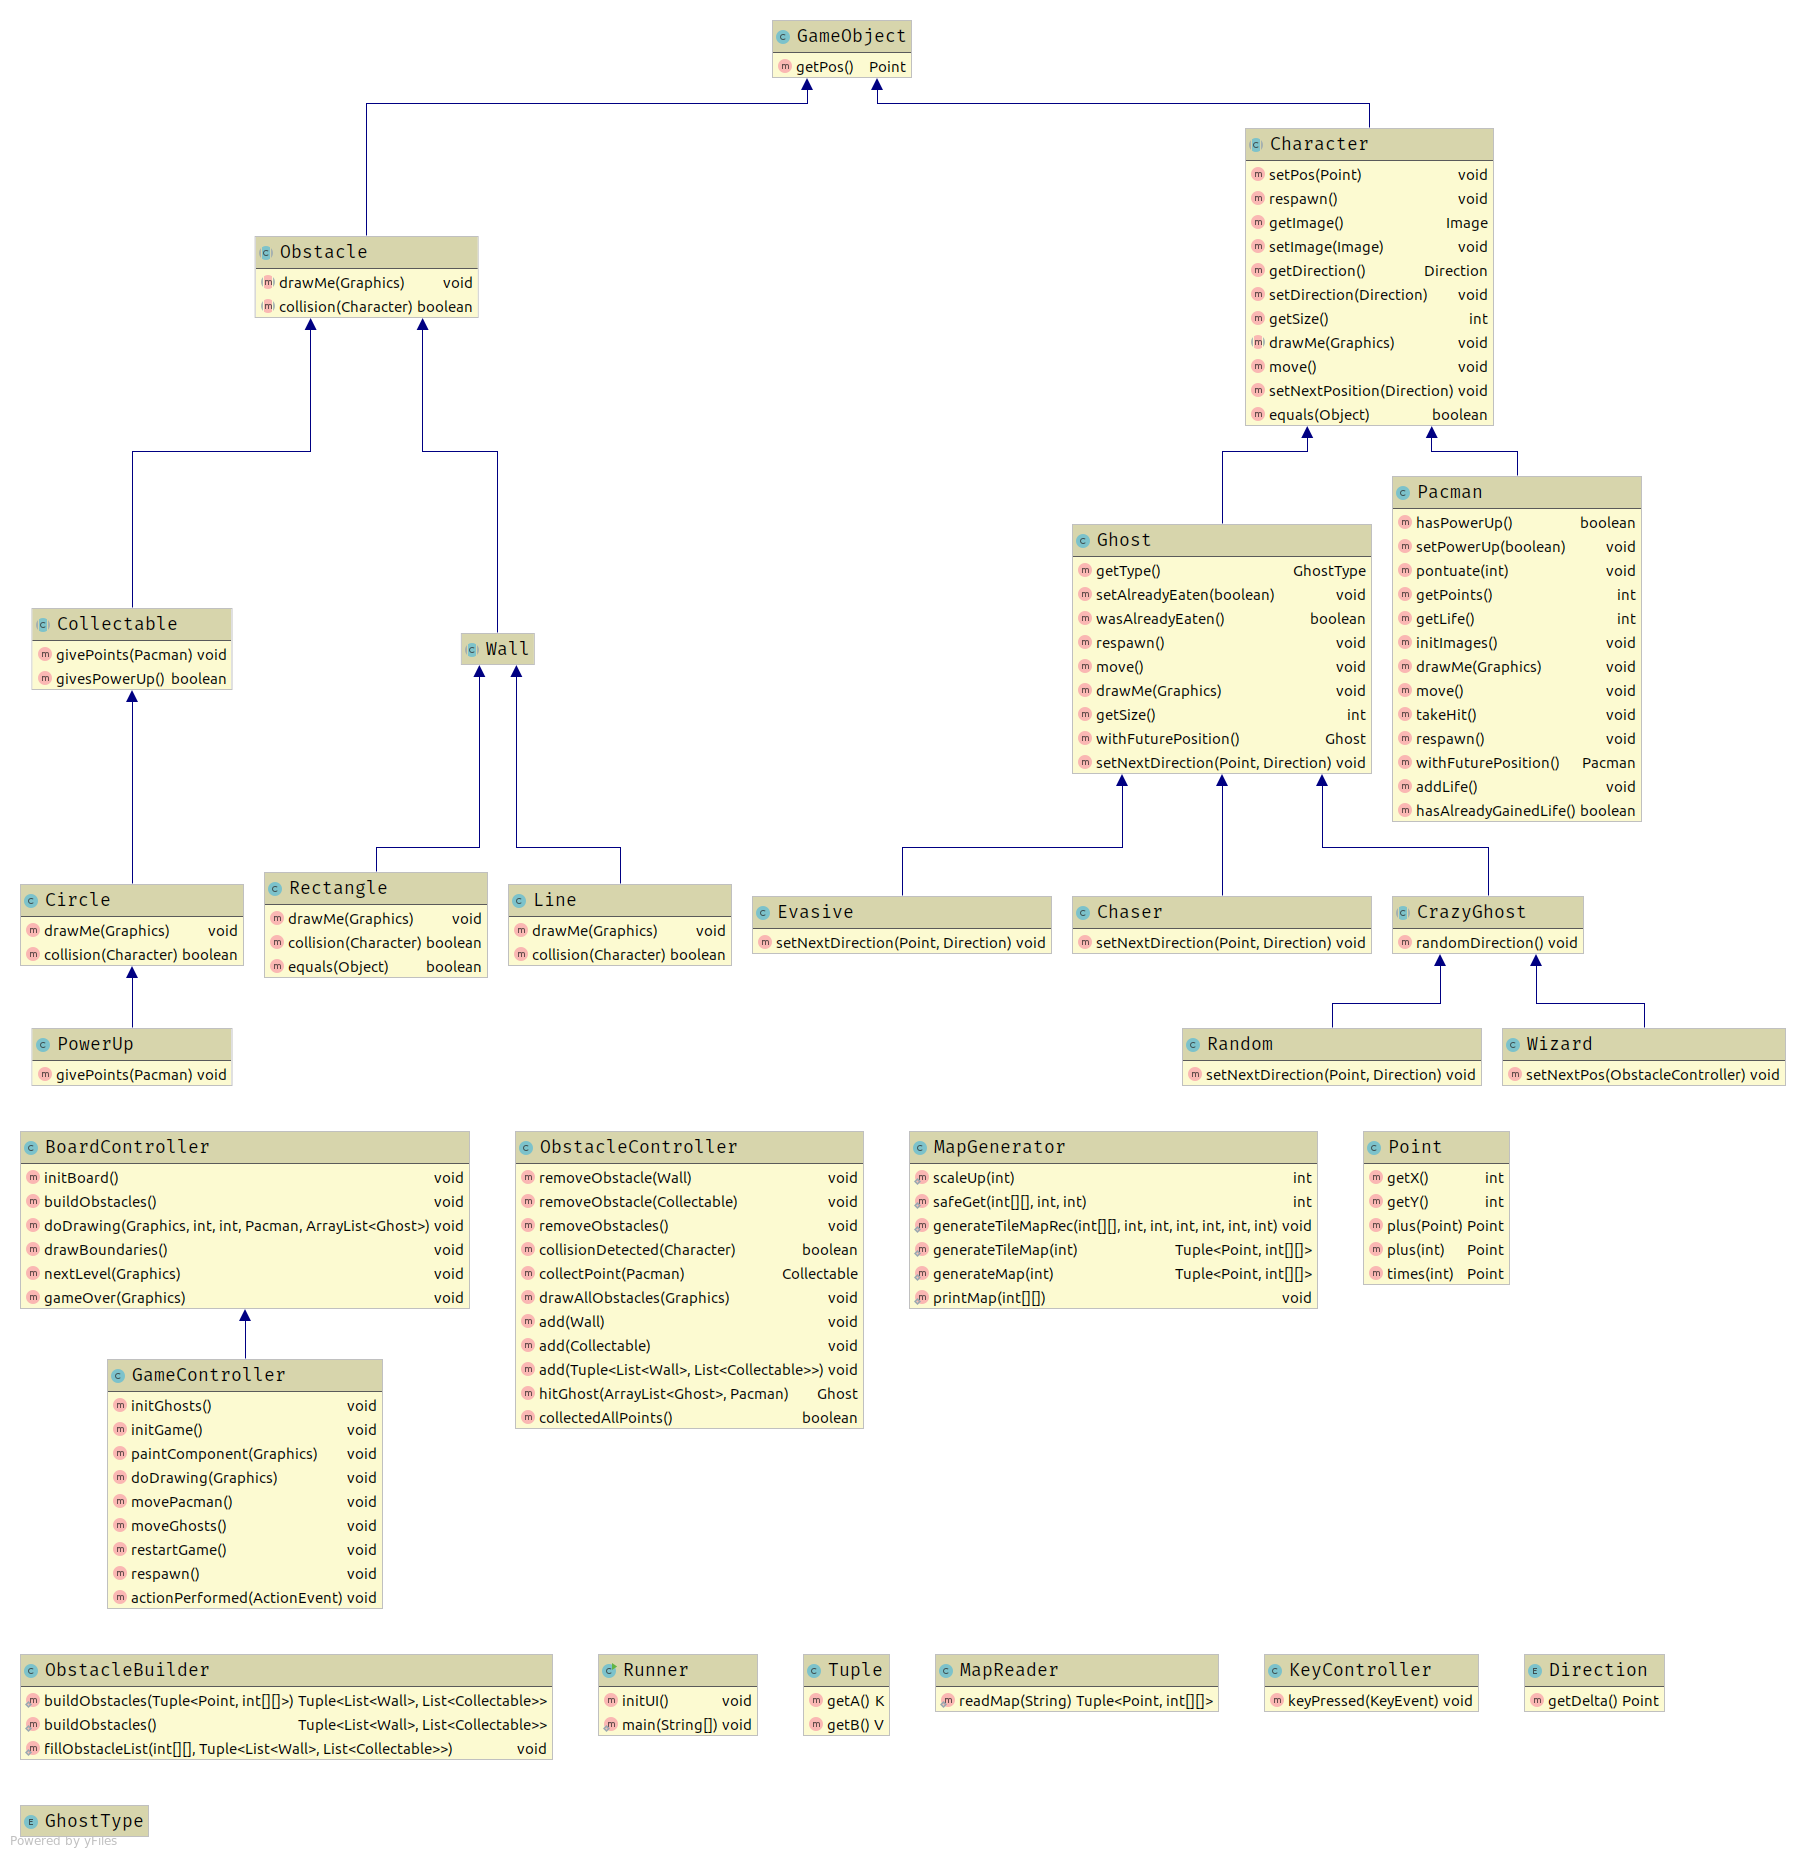 GameObject
getPos() Point
Character
setPos(Point) void
respawn() void
getImage() Image
setImage(Image) void
getDirection() Direction
setDirection(Direction) void
getSize() int
drawMe(Graphics) void
move() void
setNextPosition(Direction) void
equals(Object) boolean
Obstacle
drawMe(Graphics) void
collision(Character) boolean
Pacman
hasPowerUp() boolean
setPowerUp(boolean) void
pontuate(int) void
getPoints() int
getLife() int
initImages() void
drawMe(Graphics) void
move() void
takeHit() void
respawn() void
withFuturePosition() Pacman
addLife() void
hasAlreadyGainedLife() boolean
Ghost
getType() GhostType
setAlreadyEaten(boolean) void
wasAlreadyEaten() boolean
respawn() void
move() void
drawMe(Graphics) void
getSize() int
withFuturePosition() Ghost
setNextDirection(Point, Direction) void
Collectable
givePoints(Pacman) void
givesPowerUp() boolean
Wall
Circle
drawMe(Graphics) void
collision(Character) boolean
Rectangle
drawMe(Graphics) void
collision(Character) boolean
equals(Object) boolean
Line
drawMe(Graphics) void
collision(Character) boolean
Evasive
setNextDirection(Point, Direction) void
Chaser
setNextDirection(Point, Direction) void
CrazyGhost
randomDirection() void
PowerUp
givePoints(Pacman) void
Random
setNextDirection(Point, Direction) void
Wizard
setNextPos(ObstacleController) void
BoardController
initBoard() void
buildObstacles() void
doDrawing(Graphics, int, int, Pacman, ArrayList<Ghost>) void
drawBoundaries() void
nextLevel(Graphics) void
gameOver(Graphics) void
ObstacleController
removeObstacle(Wall) void
removeObstacle(Collectable) void
removeObstacles() void
collisionDetected(Character) boolean
collectPoint(Pacman) Collectable
drawAllObstacles(Graphics) void
add(Wall) void
add(Collectable) void
add(Tuple<List<Wall>, List<Collectable>>) void
hitGhost(ArrayList<Ghost>, Pacman) Ghost
collectedAllPoints() boolean
MapGenerator
scaleUp(int) int
safeGet(int[][], int, int) int
generateTileMapRec(int[][], int, int, int, int, int, int) void
generateTileMap(int) Tuple<Point, int[][]>
generateMap(int) Tuple<Point, int[][]>
printMap(int[][]) void
Point
getX() int
getY() int
plus(Point) Point
plus(int) Point
times(int) Point
GameController
initGhosts() void
initGame() void
paintComponent(Graphics) void
doDrawing(Graphics) void
movePacman() void
moveGhosts() void
restartGame() void
respawn() void
actionPerformed(ActionEvent) void
ObstacleBuilder
buildObstacles(Tuple<Point, int[][]>) Tuple<List<Wall>, List<Collectable>>
buildObstacles() Tuple<List<Wall>, List<Collectable>>
fillObstacleList(int[][], Tuple<List<Wall>, List<Collectable>>) void
Runner
initUI() void
main(String[]) void
Tuple
getA() K
getB() V
MapReader
readMap(String) Tuple<Point, int[][]>
KeyController
keyPressed(KeyEvent) void
Direction
getDelta() Point
GhostType
Powered by yFiles